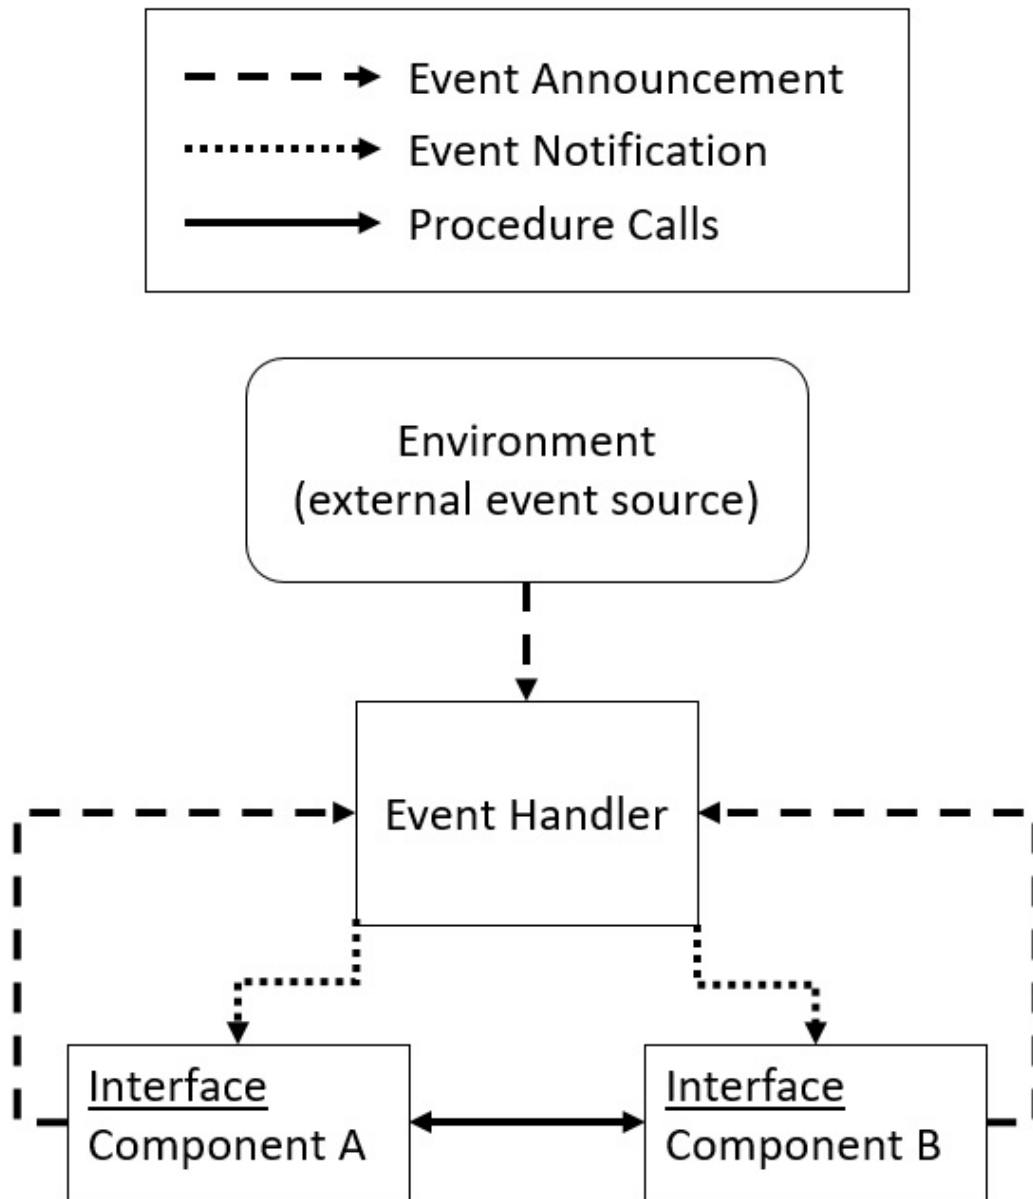 Event Announcement
Event Notification
Procedure Calls
Environment
(external event source)
Event Handler
Interface
Component A
Interface
Component B